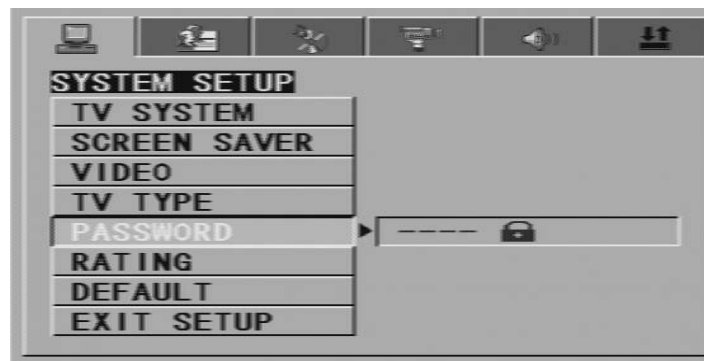 SYSTEM SETUP
TV SYSTEM
SCREEN SAVER
VIDEO
TV TYPE
PASSWORD
----
RATING
DEFAULT
EXIT SETUP